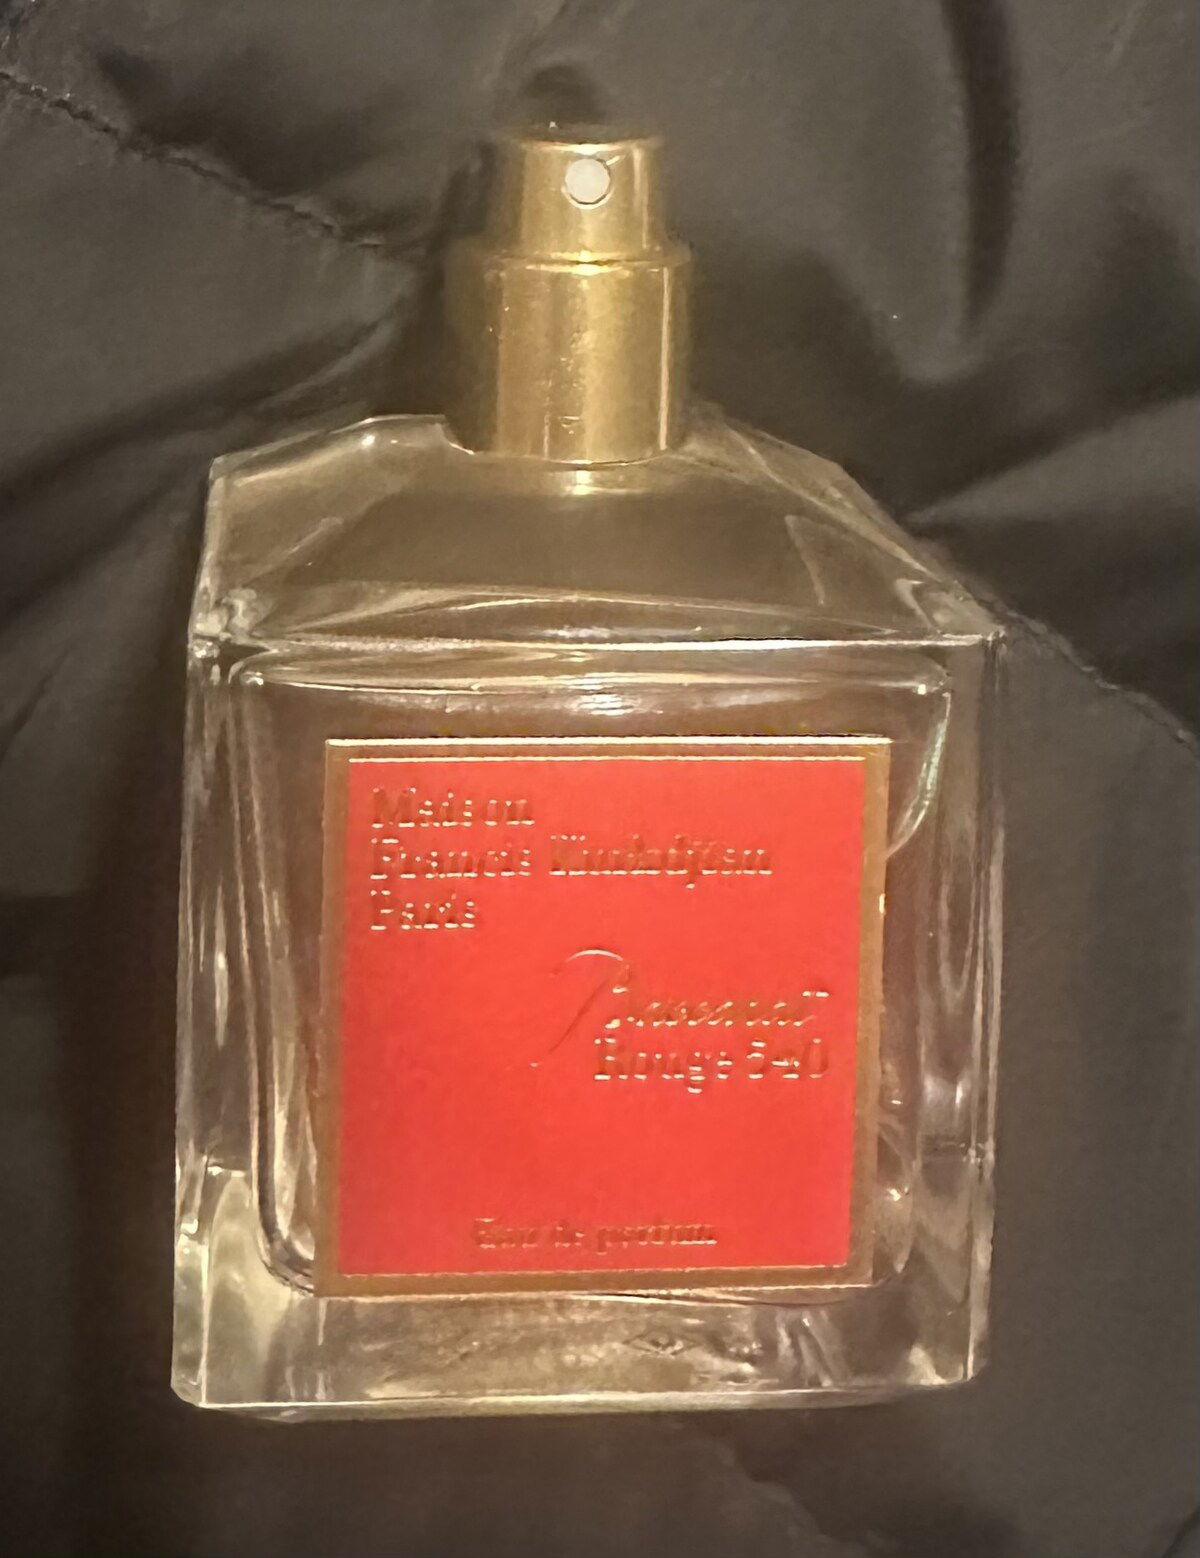 Maison
Francis Kurkdjian
Paris
Baccarat
Rouge 540
Eau de parfum